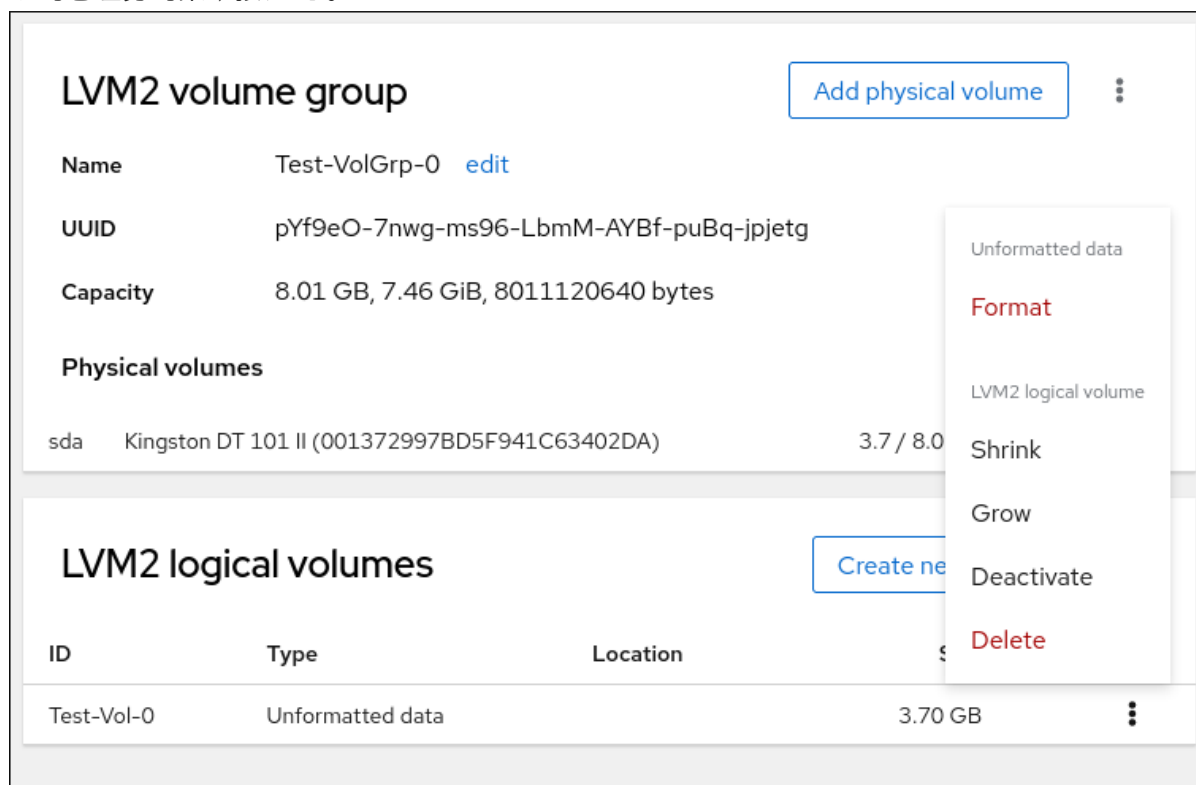 LVM2 volume group
Add physical volume
Name Test-VolGrp-0 edit
UUID pYf9eO-7nwg-ms96-LbmM-AYBf-puBq-jpjetg
Capacity 8.01 GB, 7.46 GiB, 8011120640 bytes
Physical volumes
sda Kingston DT 101 II (001372997BD5F941C63402DA) 3.7 / 8.0
Unformatted data
Format
LVM2 logical volume
Shrink
Grow
Deactivate
Delete
LVM2 logical volumes
Create ne
ID Type Location
Test-Vol-0 Unformatted data 3.70 GB